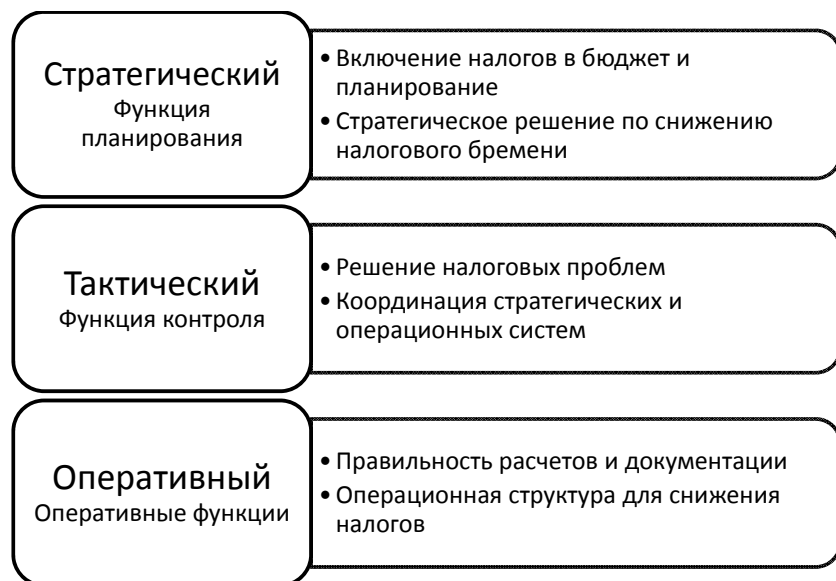 Стратегический
Функция
планирования
• Включение налогов в бюджет и
планирование
• Стратегическое решение по снижению
налогового бремени
Тактический
Функция контроля
• Решение налоговых проблем
• Координация стратегических и
операционных систем
Оперативный
Оперативные функции
• Правильность расчетов и документации
• Операционная структура для снижения
налогов